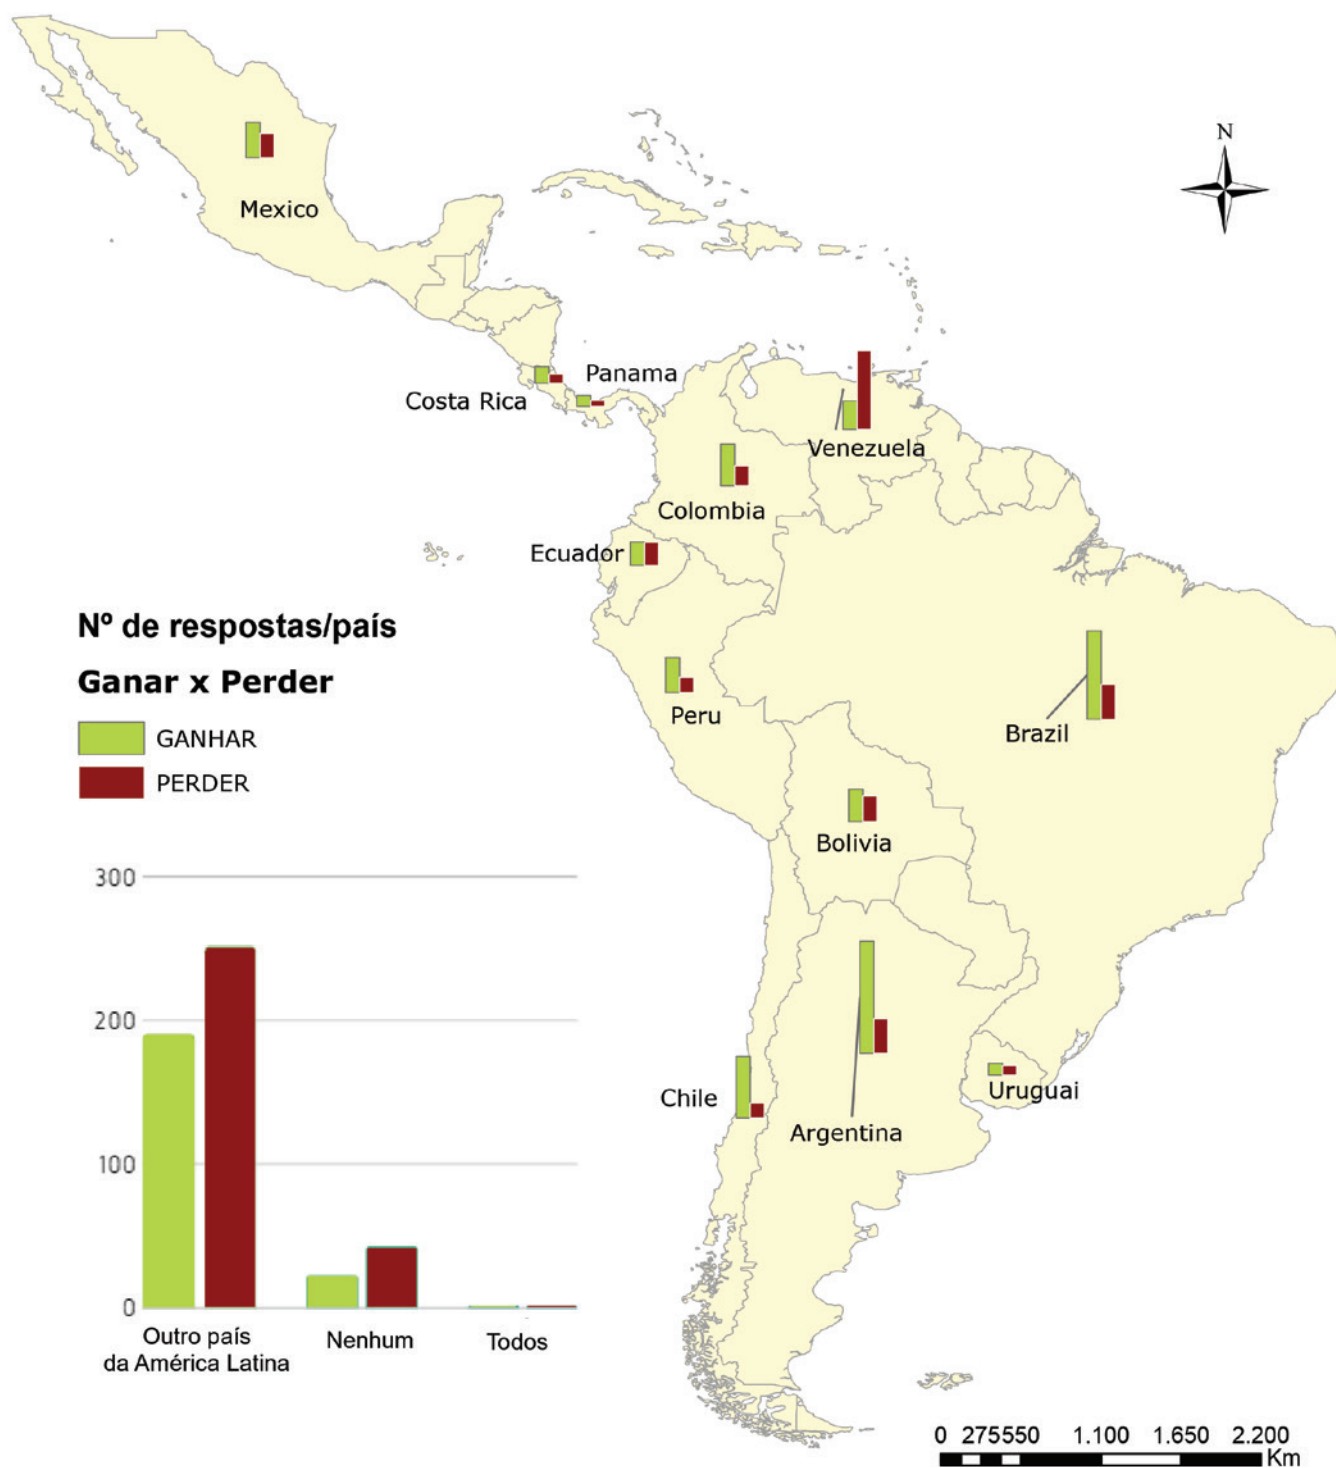 N
Mexico
Panama
Costa Rica
Venezuela
Colombia
Ecuador
Nº de respostas/país
Ganar x Perder
GANHAR
PERDER
Peru
Brazil
Bolivia
300
200
100
0
Outro país
da América Latina
Nenhum
Todos
Chile
Uruguai
Argentina
0 275550 1.100 1.650 2.200
Km